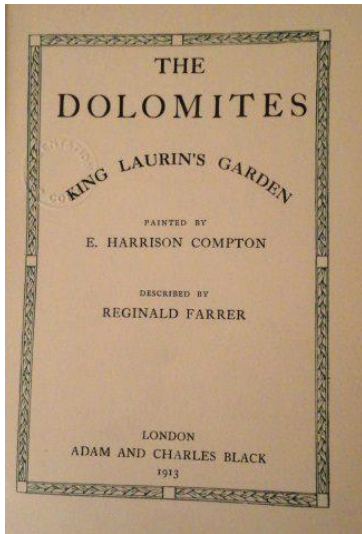 THE
DOLOMITES
KING LAURIN'S GARDEN
PAINTED BY
E. HARRISON COMPTON
DESCRIBED BY
REGINALD FARRER
LONDON
ADAM AND CHARLES BLACK
1913